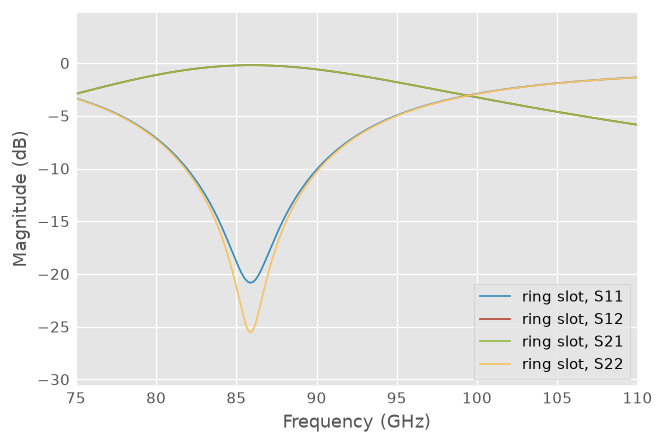 0
−5
−10
−15
−20
−25
−30
Magnitude (dB)
75
80
85
90
95
100
105
110
Frequency (GHz)
ring slot, S11
ring slot, S12
ring slot, S21
ring slot, S22